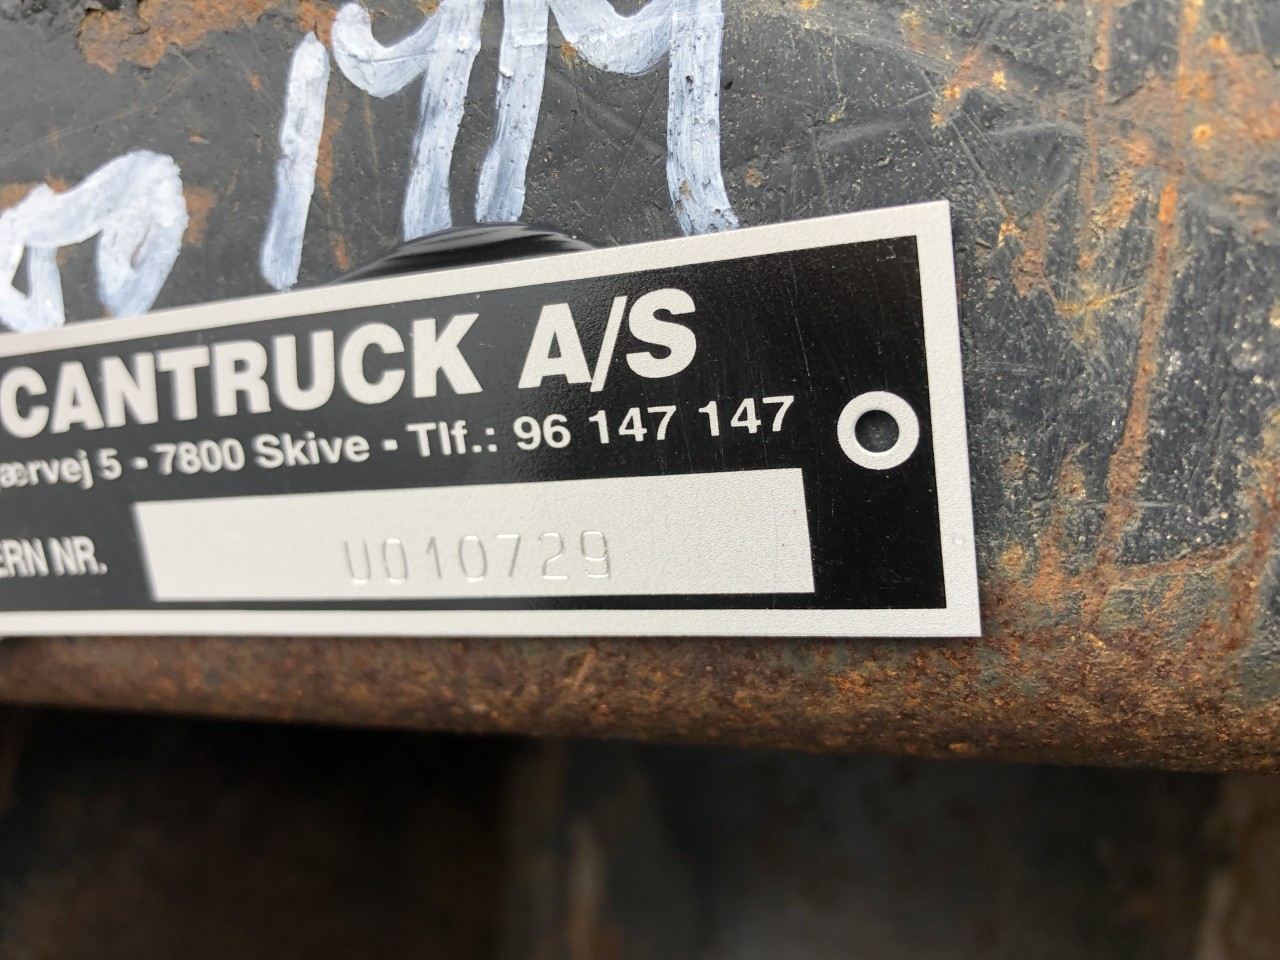 CANTRUCK A/S
ærvej 5 - 7800 Skive - Tlf.: 96 147 147
ERN NR.
U010729